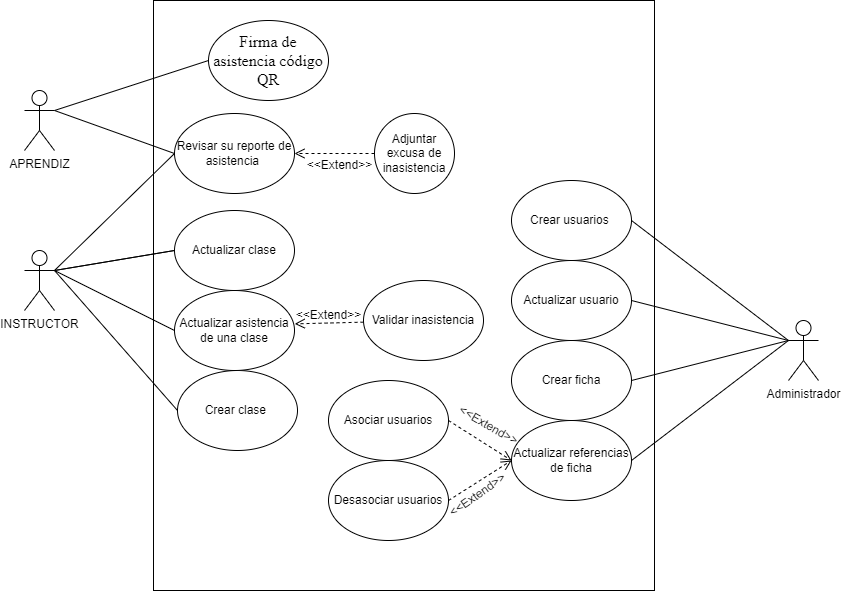 Firma de
asistencia código
QR
APRENDIZ
Revisar su reporte de
asistencia
<<Extend>>
Adjuntar
excusa de
inasistencia
INSTRUCTOR
Actualizar clase
Actualizar asistencia
de una clase
<<Extend>>
Validar inasistencia
Crear clase
Crear usuarios
Actualizar usuario
Crear ficha
Administrador
Asociar usuarios
<<Extend>>
Actualizar referencias
de ficha
Desasociar usuarios
<<Extend>>